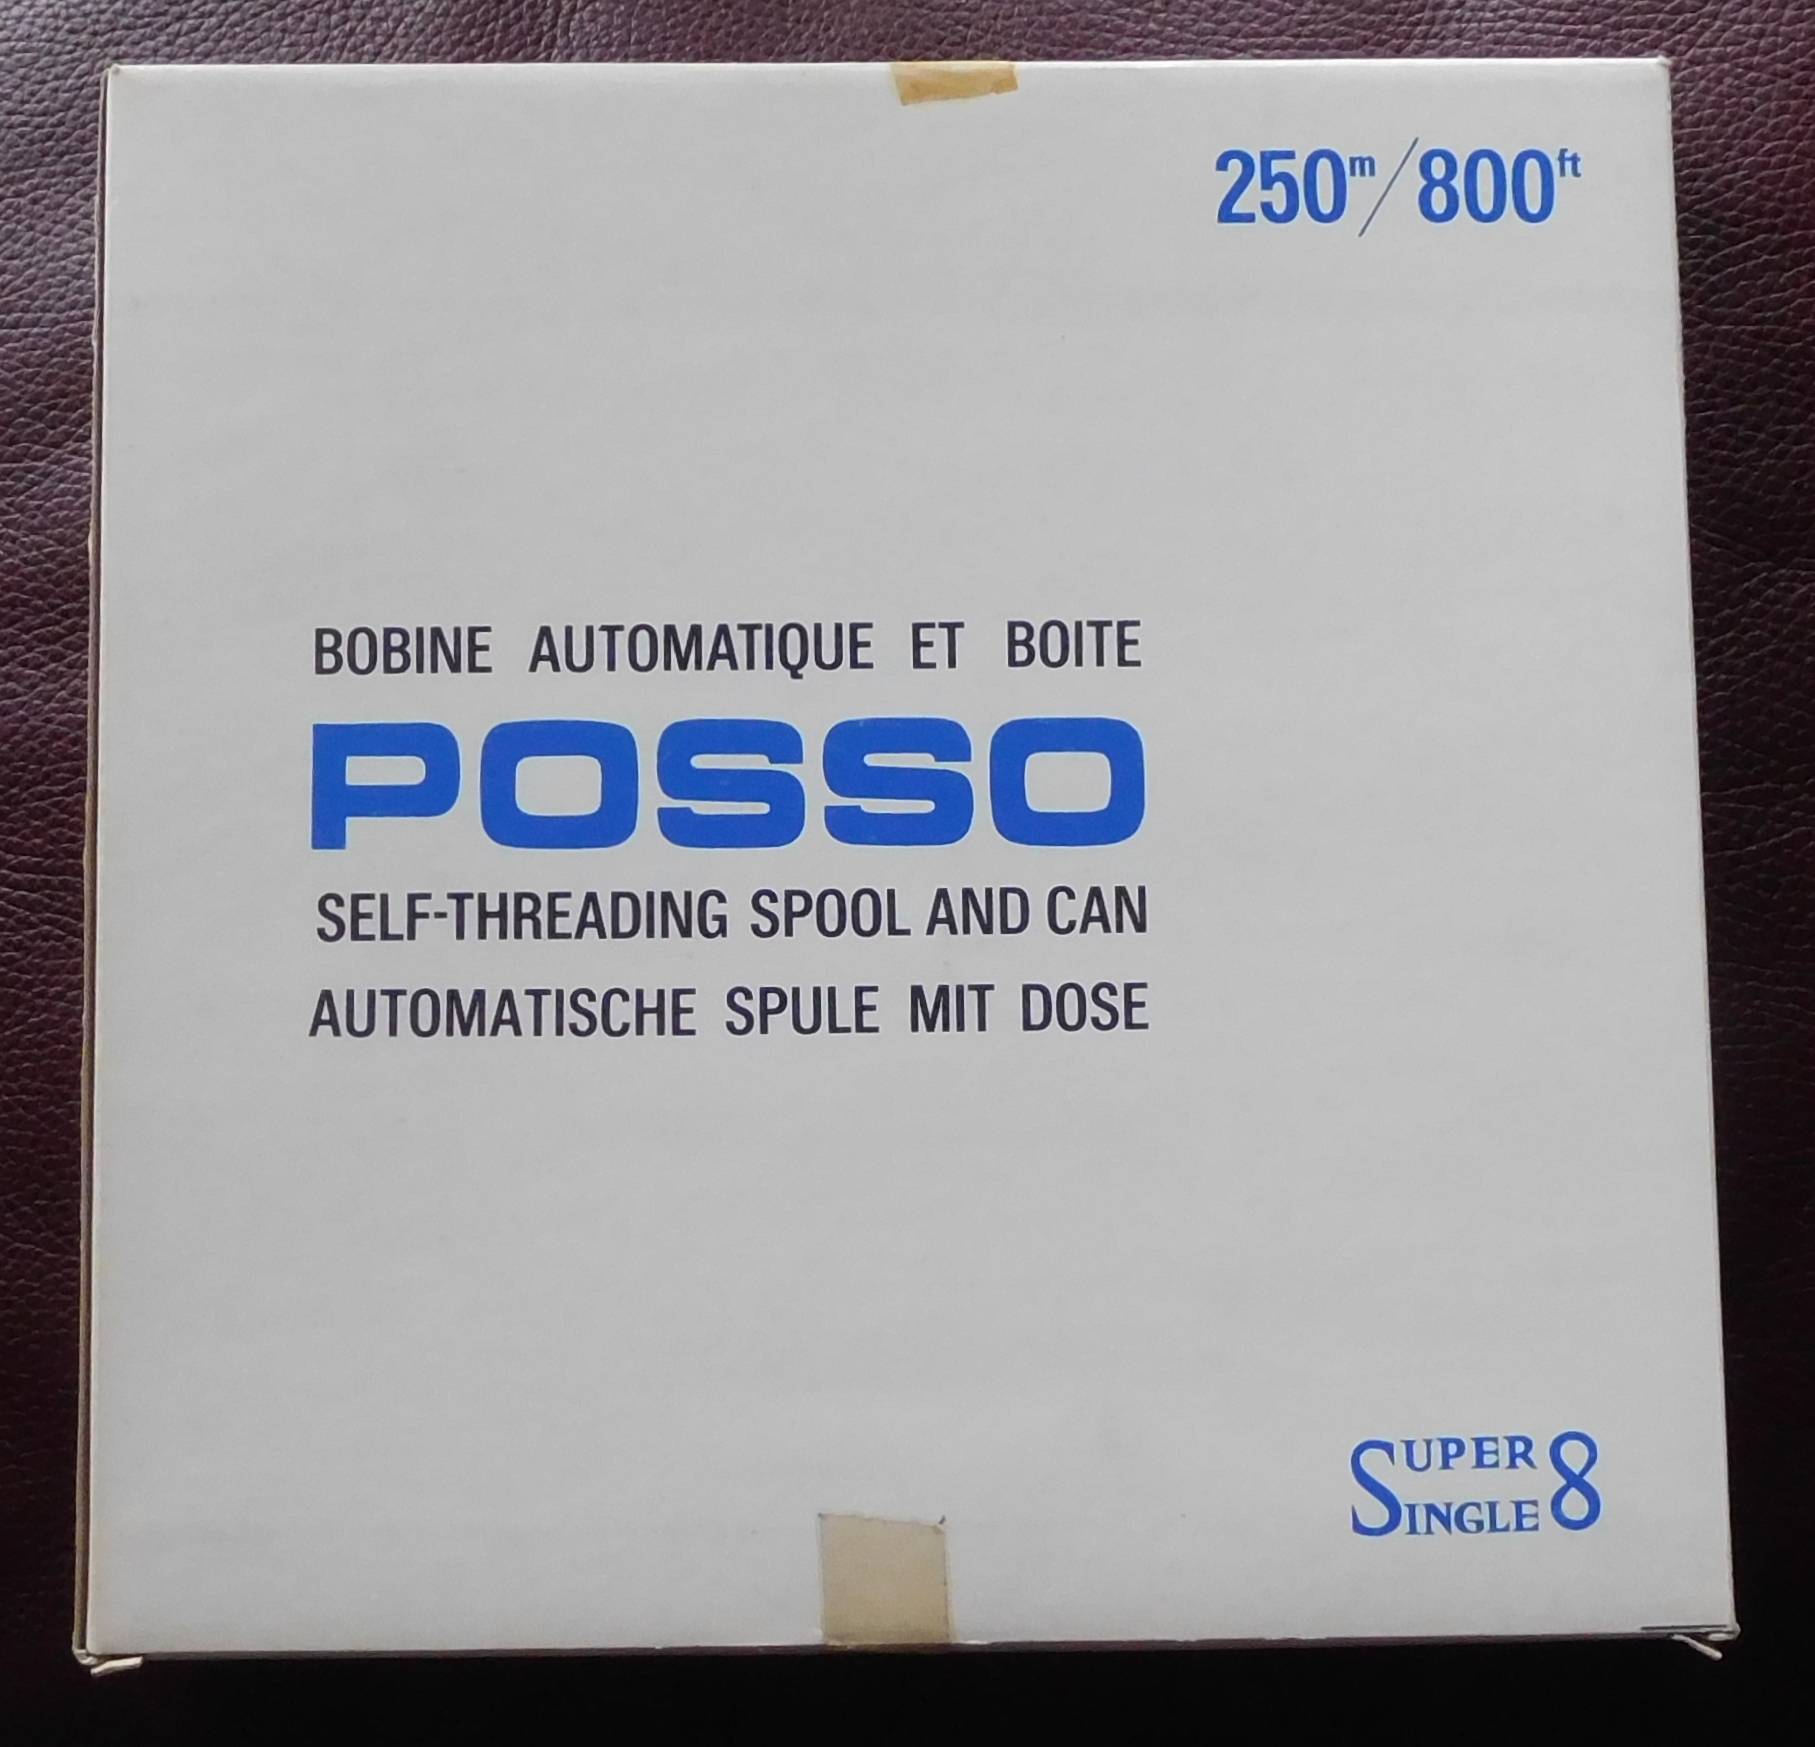 250m/800ft
BOBINE AUTOMATIQUE ET BOITE
POSSO
SELF-THREADING SPOOL AND CAN
AUTOMATISCHE SPULE MIT DOSE
SUPER 8
SINGLE 8